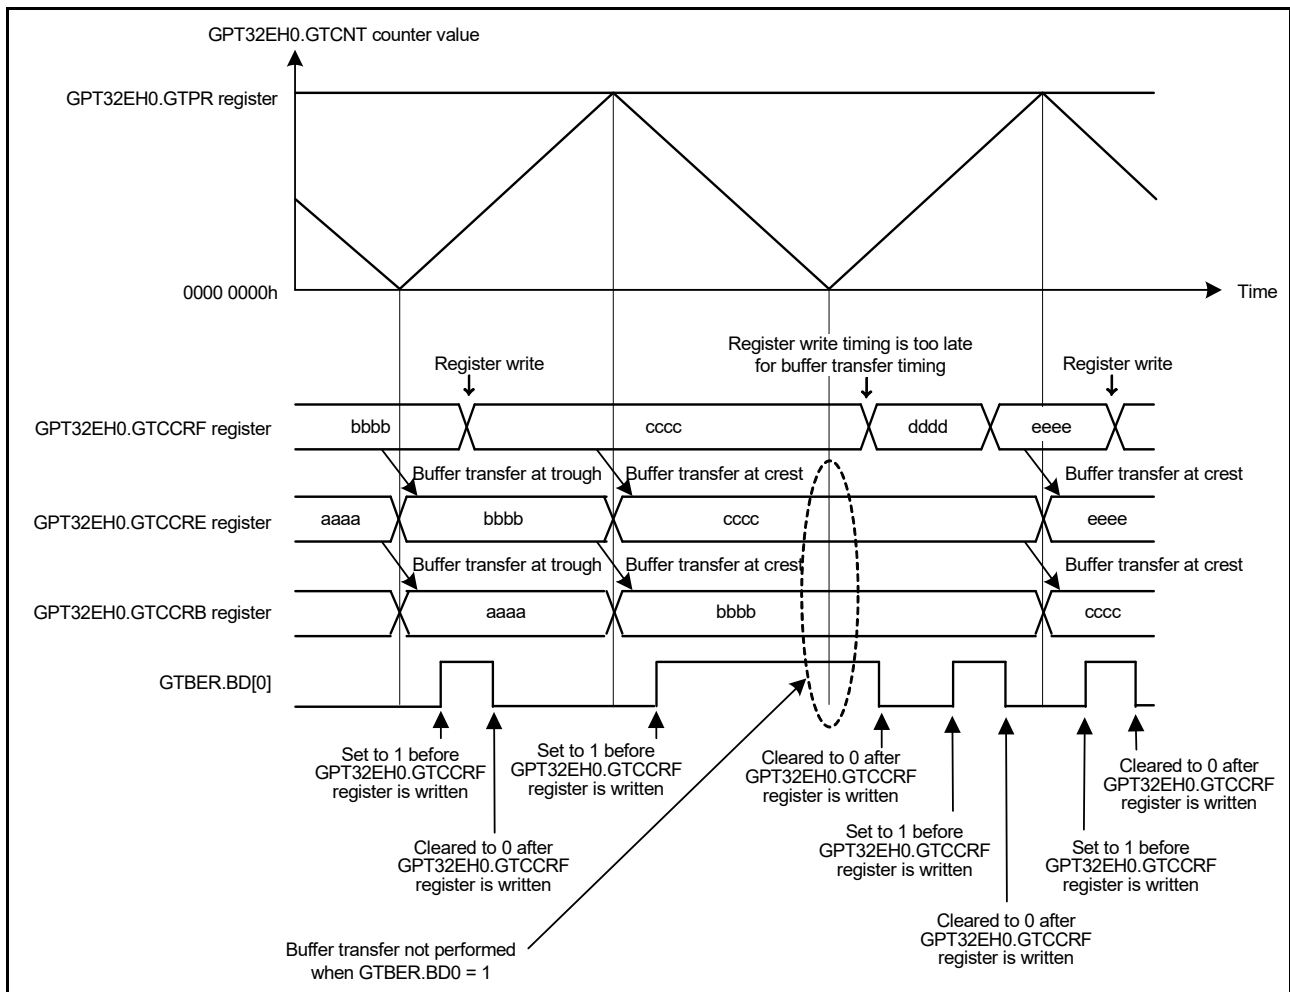 GPT32EH0.GTCNT counter value
GPT32EH0.GTPR register
0000 0000h
Time
Register write
Register write timing is too late
for buffer transfer timing
Register write
GPT32EH0.GTCCRF register
bbbb
cccc
dddd
eeee
Buffer transfer at trough
Buffer transfer at crest
Buffer transfer at crest
GPT32EH0.GTCCRE register
aaaa
bbbb
cccc
eeee
Buffer transfer at trough
Buffer transfer at crest
Buffer transfer at crest
GPT32EH0.GTCCRB register
aaaa
bbbb
cccc
GTBER.BD[0]
Set to 1 before
GPT32EH0.GTCCRF
register is written
Set to 1 before
GPT32EH0.GTCCRF
register is written
Cleared to 0 after
GPT32EH0.GTCCRF
register is written
Cleared to 0 after
GPT32EH0.GTCCRF
register is written
Cleared to 0 after
GPT32EH0.GTCCRF
register is written
Set to 1 before
GPT32EH0.GTCCRF
register is written
Set to 1 before
GPT32EH0.GTCCRF
register is written
Cleared to 0 after
GPT32EH0.GTCCRF
register is written
Buffer transfer not performed
when GTBER.BD0 = 1